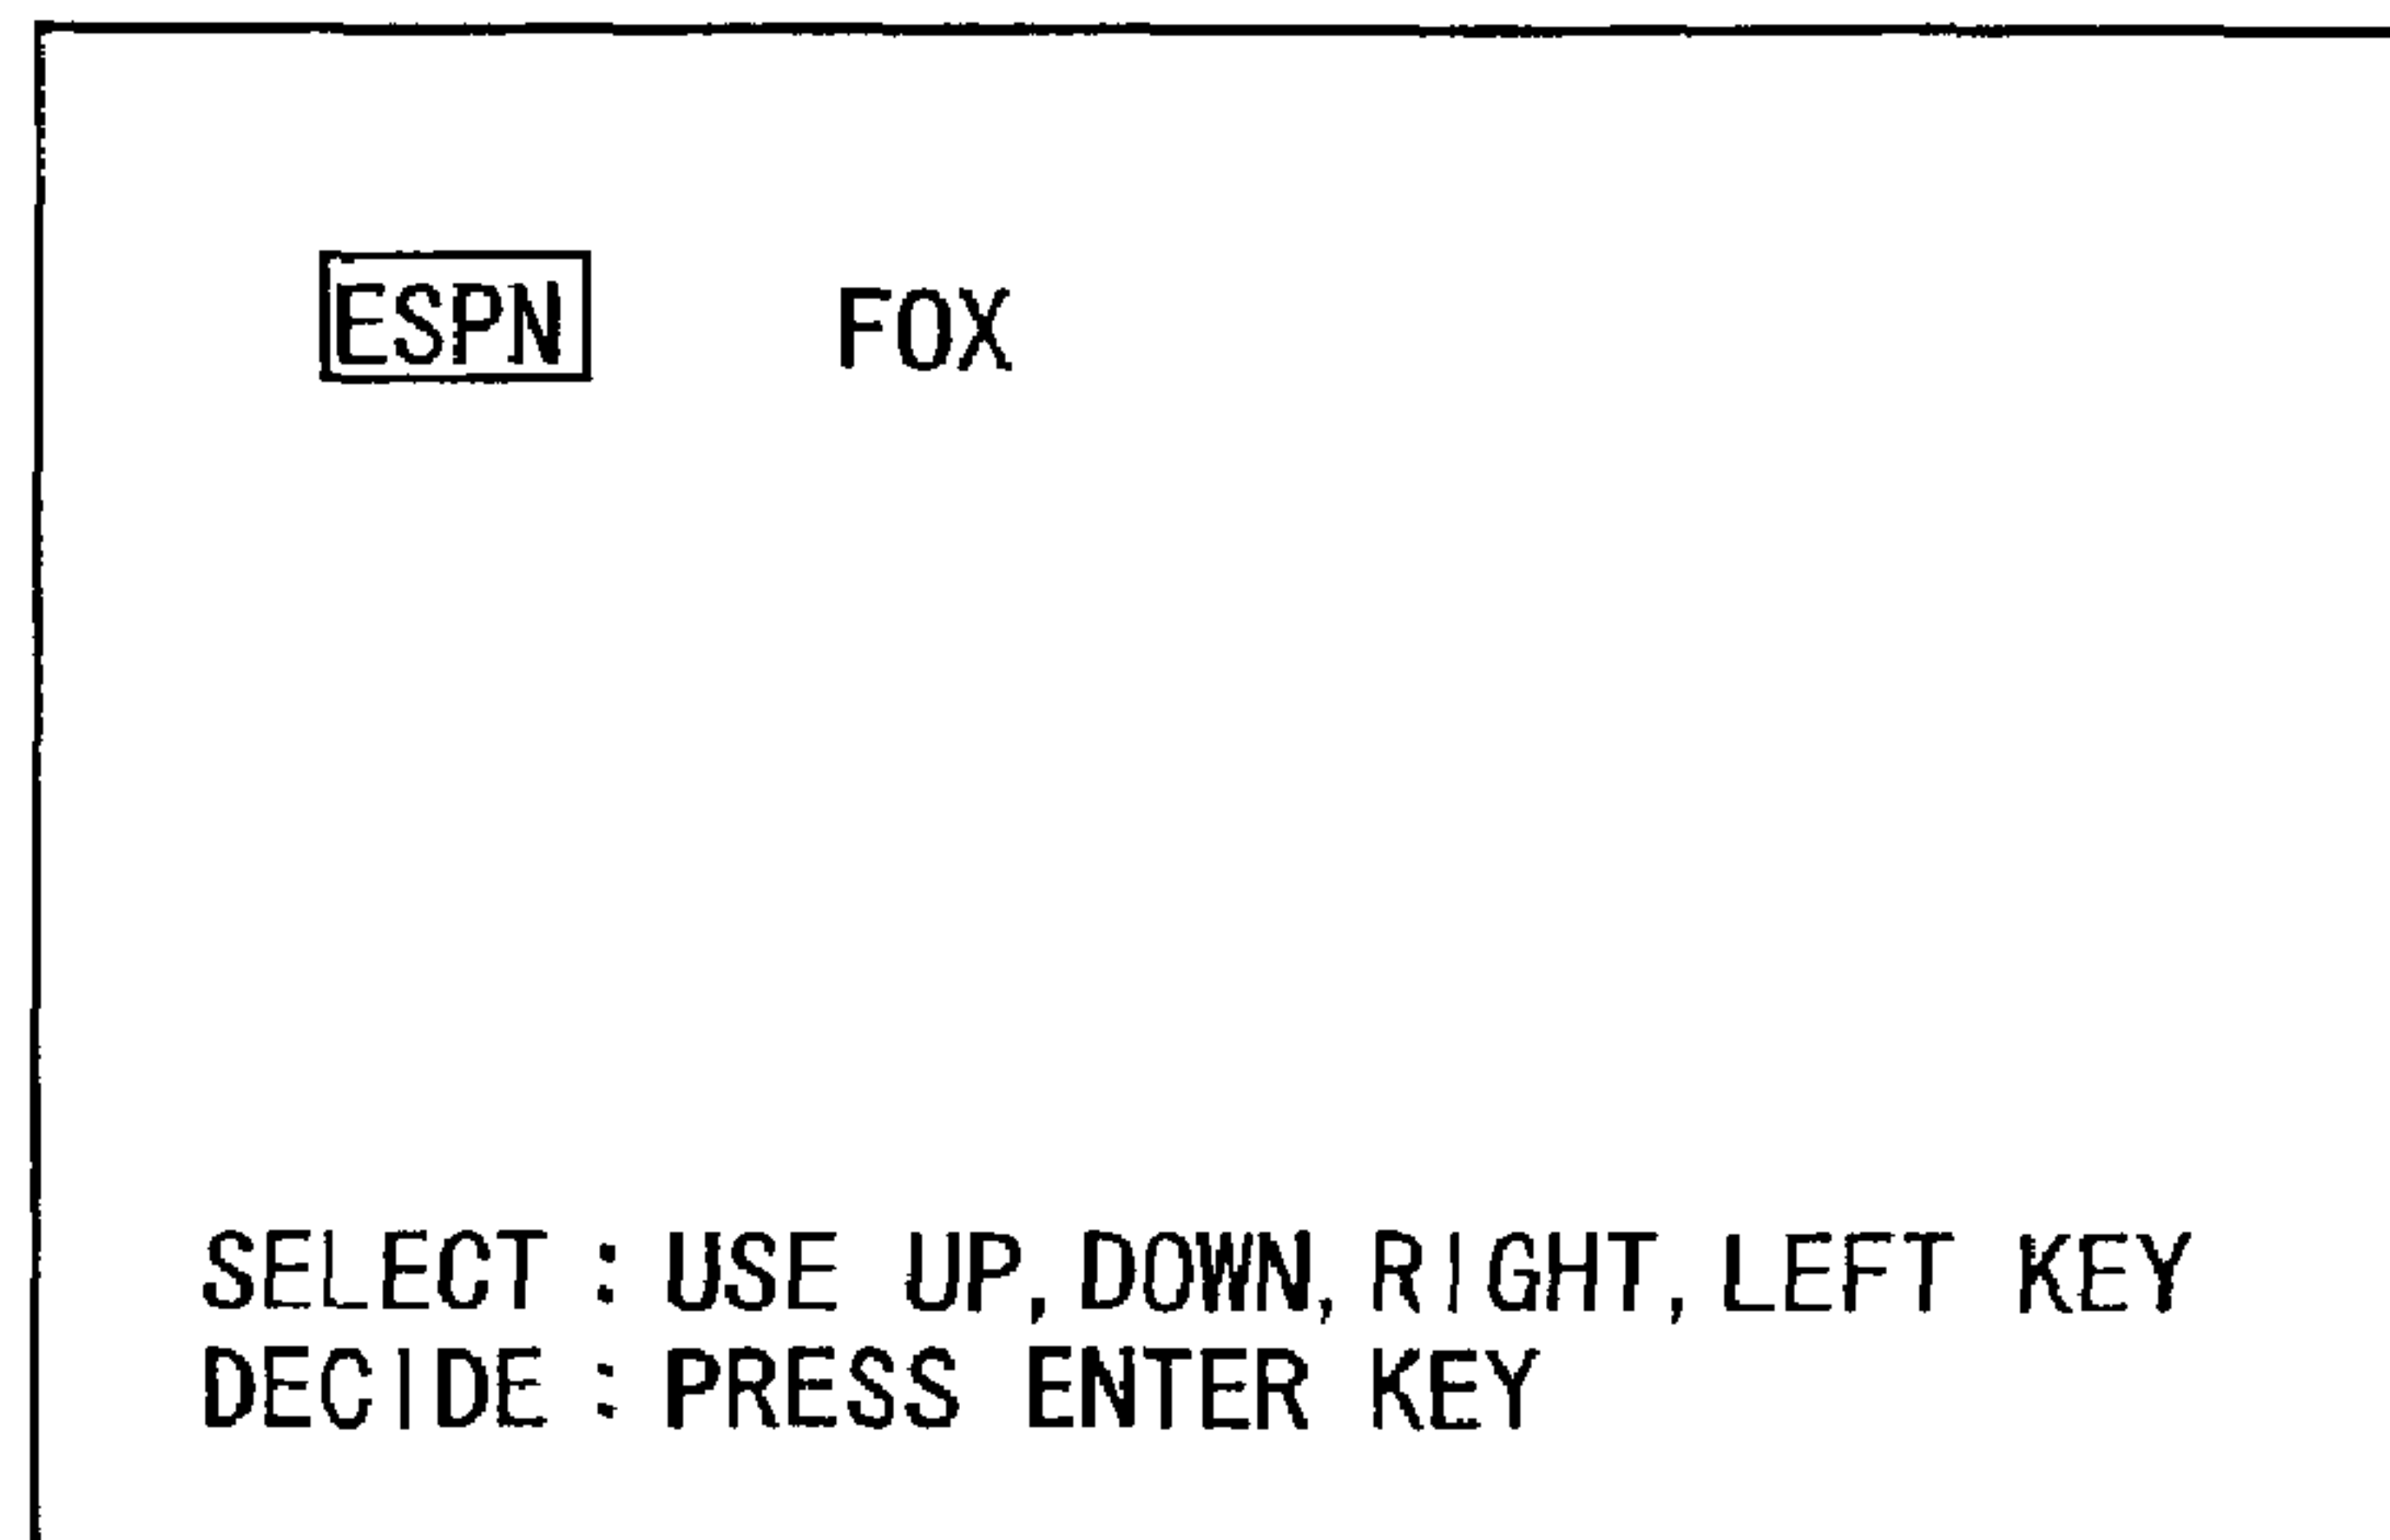 ESPN FOX
SELECT : USE UP, DOWN, RIGHT, LEFT KEY
DECIDE : PRESS ENTER KEY